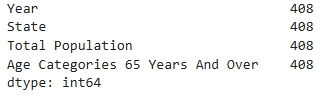 Year 408
State 408
Total Population 408
Age Categories 65 Years And Over 408
dtype: int64